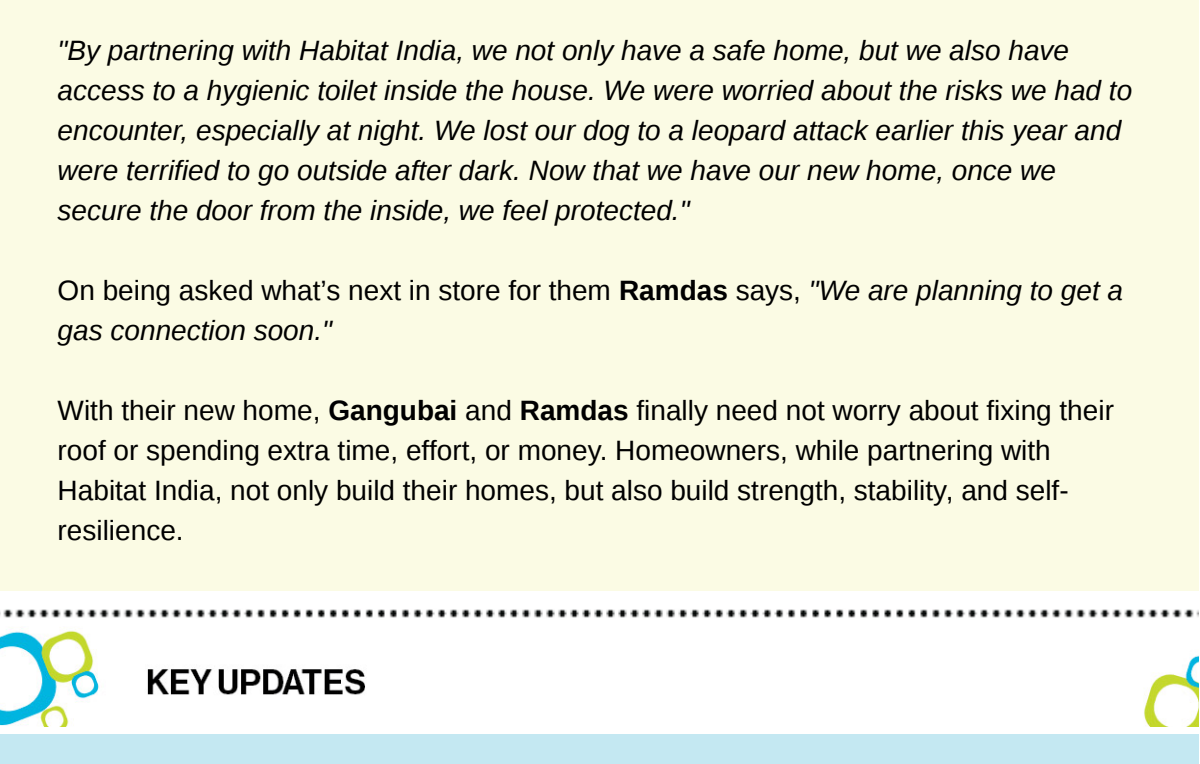 "By partnering with Habitat India, we not only have a safe home, but we also have
access to a hygienic toilet inside the house. We were worried about the risks we had to
encounter, especially at night. We lost our dog to a leopard attack earlier this year and
were terrified to go outside after dark. Now that we have our new home, once we
secure the door from the inside, we feel protected."
On being asked what’s next in store for them Ramdas says, "We are planning to get a
gas connection soon."
With their new home, Gangubai and Ramdas finally need not worry about fixing their
roof or spending extra time, effort, or money. Homeowners, while partnering with
Habitat India, not only build their homes, but also build strength, stability, and self-
resilience.
KEY UPDATES